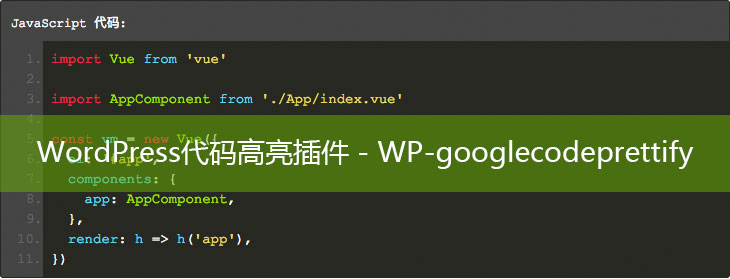 JavaScript 代码:
1. import Vue from 'vue'
2.
3. import AppComponent from './App/index.vue'
4.
5. const vm = new Vue({
WordPress代码高亮插件 - WP-googlecodeprettify
6. el: '#app',
7. components: {
8. app: AppComponent,
9. },
10. render: h => h('app'),
11. })